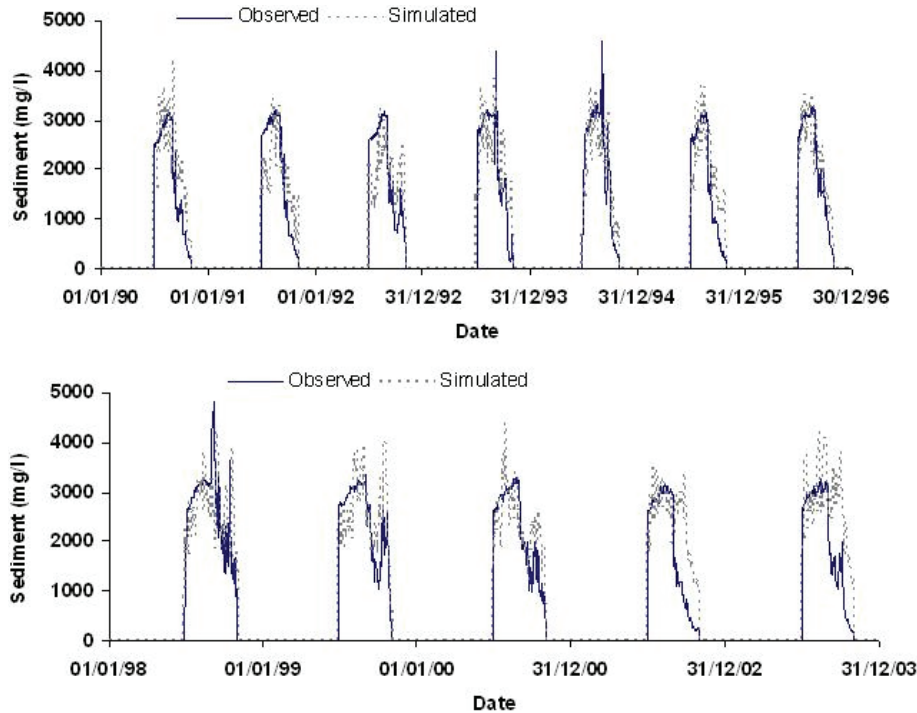 Observed Simulated
5000
4000
3000
2000
1000
0
Sediment (mg/l)
01/01/90 01/01/91 01/01/92 31/12/92 31/12/93 31/12/94 31/12/95 30/12/96
Date
Observed Simulated
5000
4000
3000
2000
1000
0
Sediment (mg/l)
01/01/98 01/01/99 01/01/00 31/12/00 31/12/02 31/12/03
Date